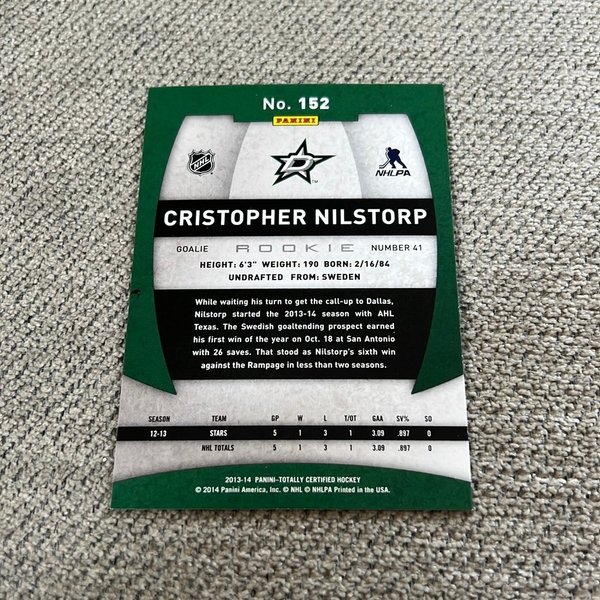 No. 152
PANINI
NHL
D
TM
NHLPA
CRISTOPHER NILSTORP
GOALIE ROOKIE NUMBER 41
HEIGHT: 6'3" WEIGHT: 190 BORN: 2/16/84
UNDRAFTED FROM: SWEDEN
While waiting his turn to get the call-up to Dallas,
Nilstorp started the 2013-14 season with AHL
Texas. The Swedish goaltending prospect earned
his first win of the year on Oct. 18 at San Antonio
with 26 saves. That stood as Nilstorp's sixth win
against the Rampage in less than two seasons.
SEASON TEAM GP W L T/OT GAA SV% SO
12-13 STARS 5 1 3 1 3.09 .897 0
NHL TOTALS 5 1 3 1 3.09 .897 0
2013-14 PANINI–TOTALLY CERTIFIED HOCKEY
© 2014 Panini America, Inc. © NHL © NHLPA Printed in the USA.